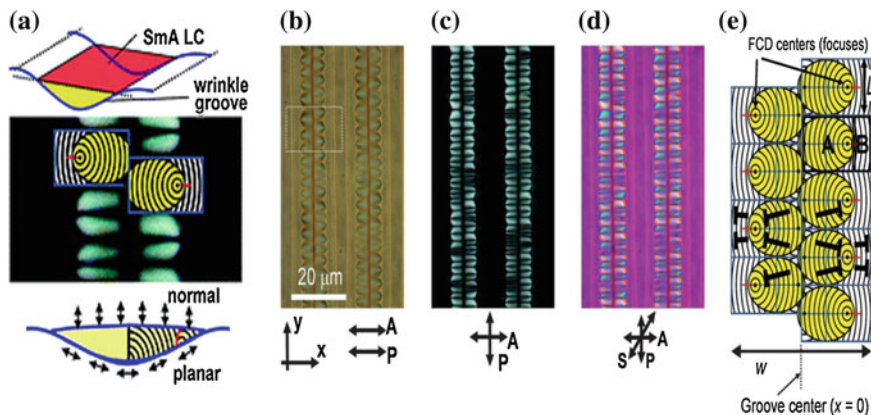 (a)
SmA LC
wrinkle
groove
normal
planar
(b)
20 μm
y
x
A
P
(c)
A
P
(d)
A
S
P
(e)
FCD centers (focuses)
L
A
B
w
Groove center (x = 0)